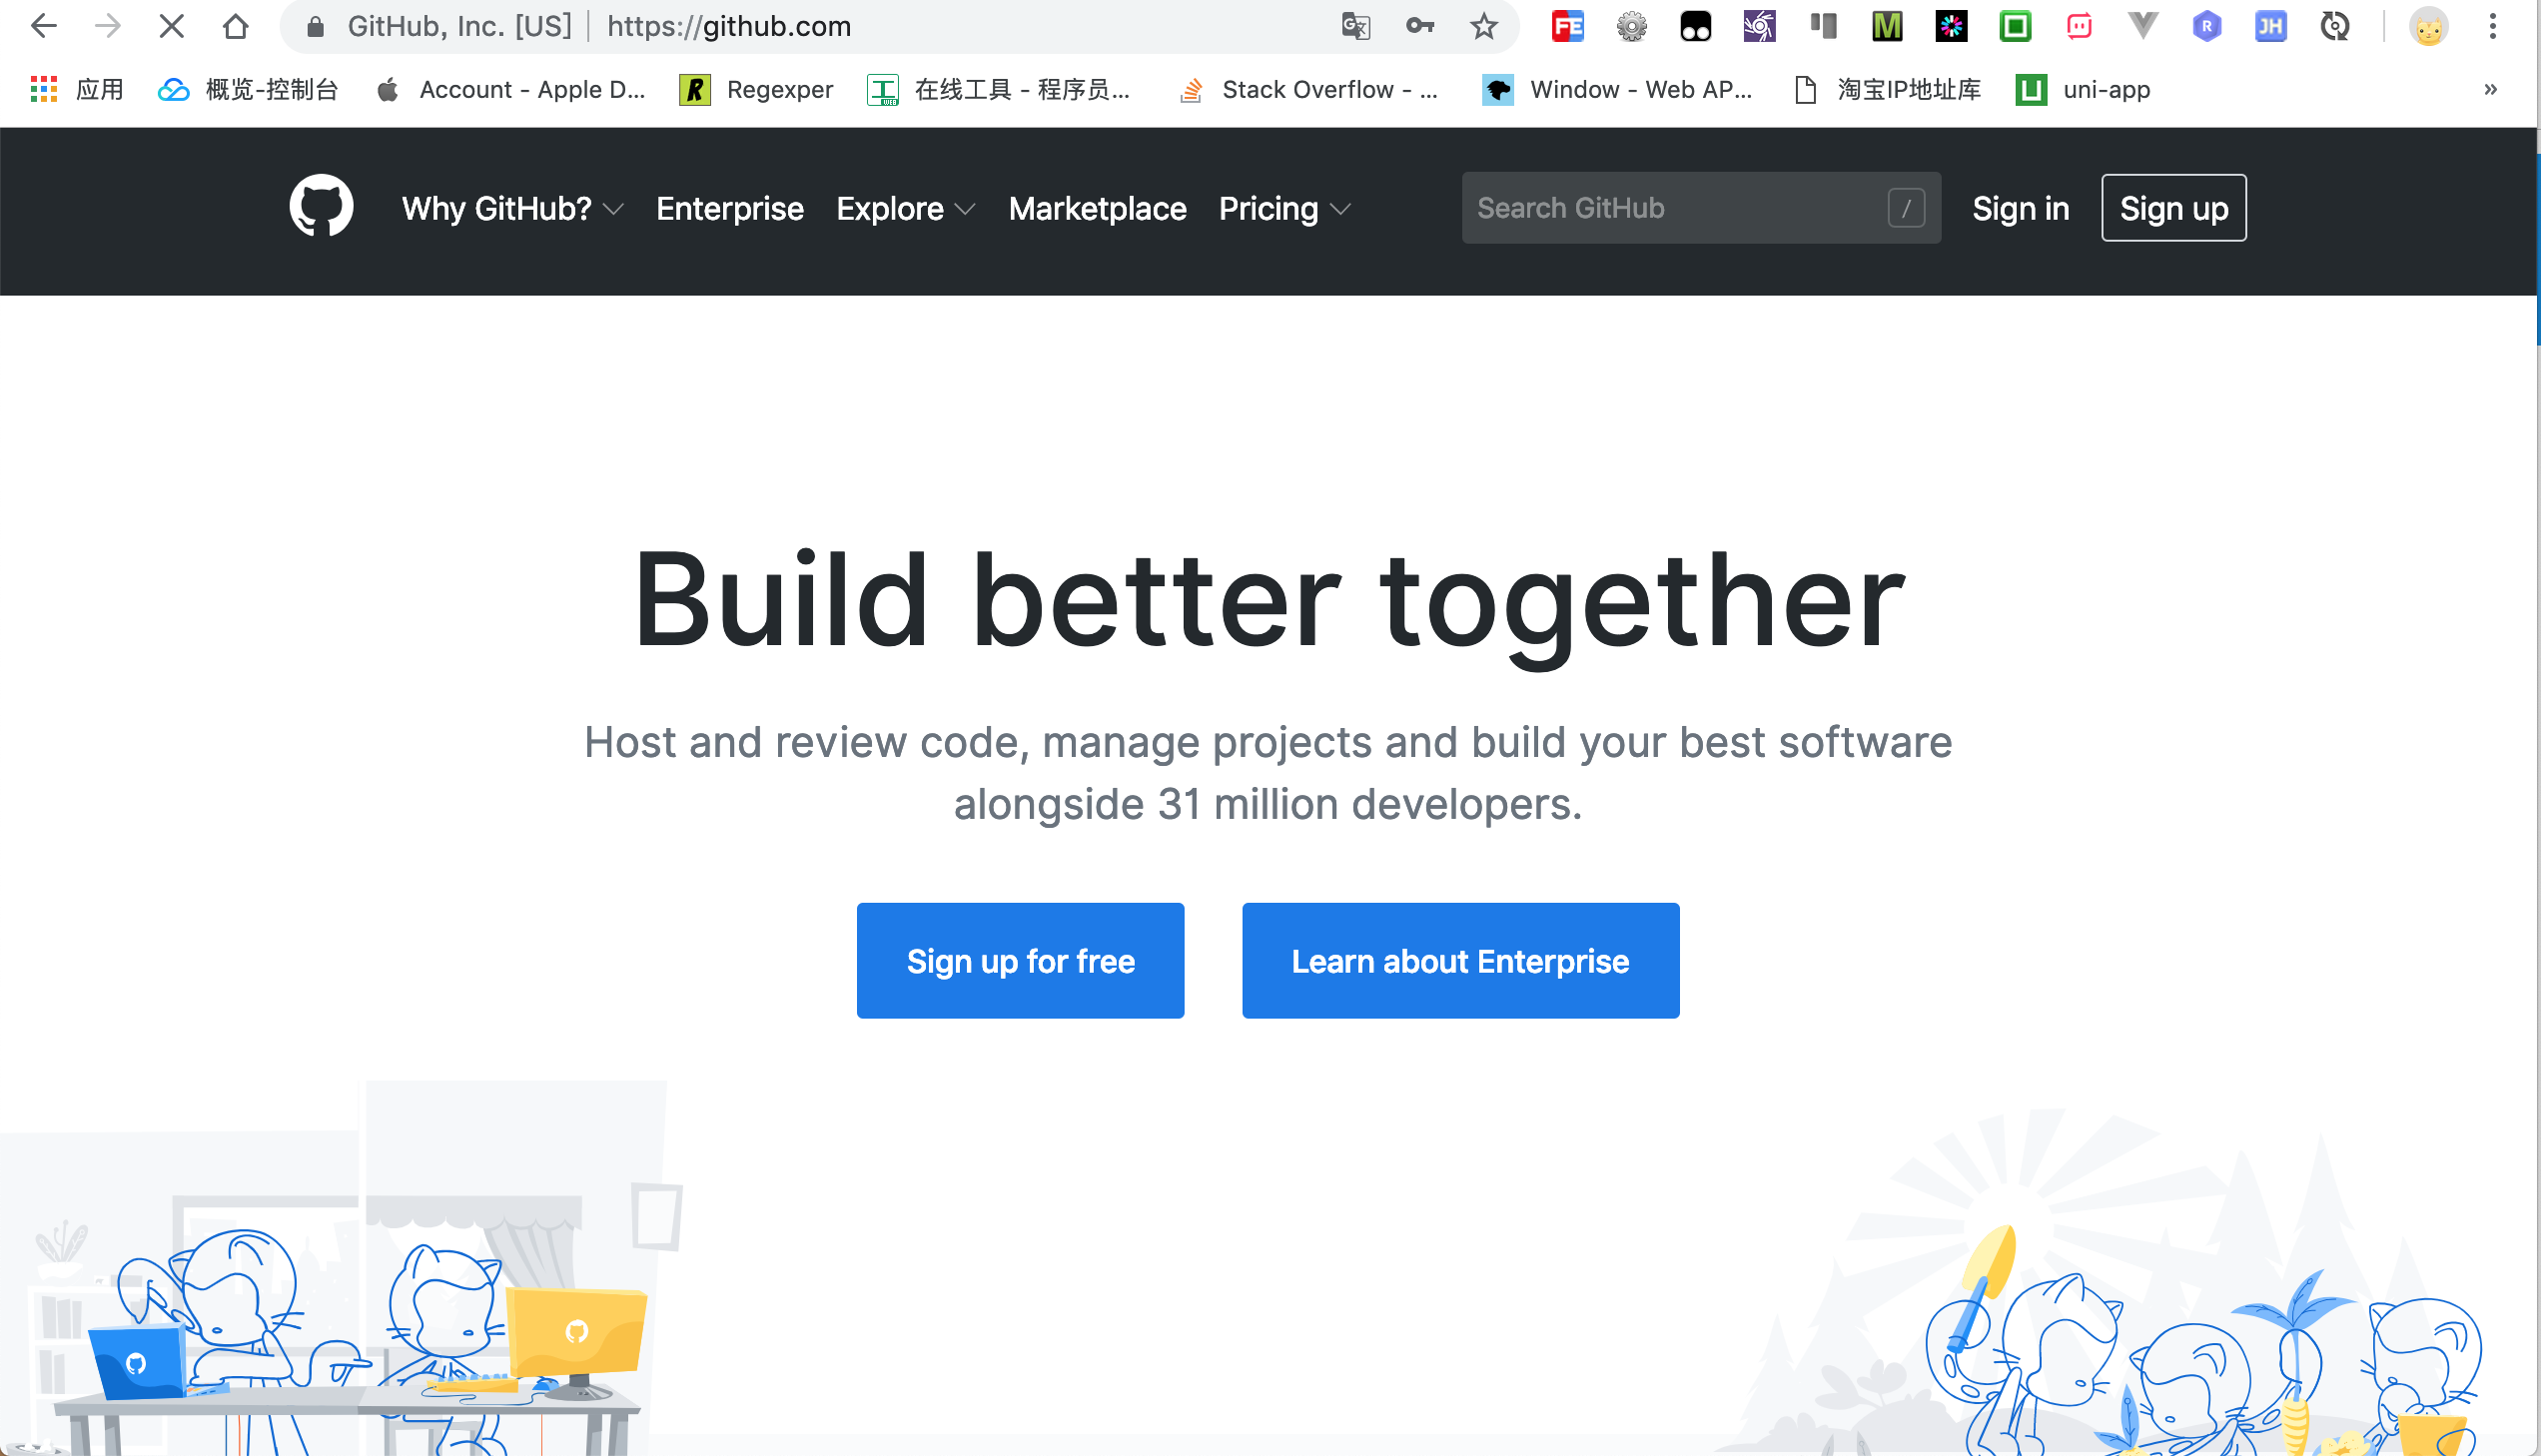 GitHub, Inc. [US] | https://github.com
应用 概览-控制台 Account - Apple D... Regexper 在线工具 - 程序员... Stack Overflow - ... Window - Web AP... 淘宝IP地址库 uni-app »
Why GitHub? Enterprise Explore Marketplace Pricing Search GitHub / Sign in Sign up
Build better together
Host and review code, manage projects and build your best software
alongside 31 million developers.
Sign up for free Learn about Enterprise